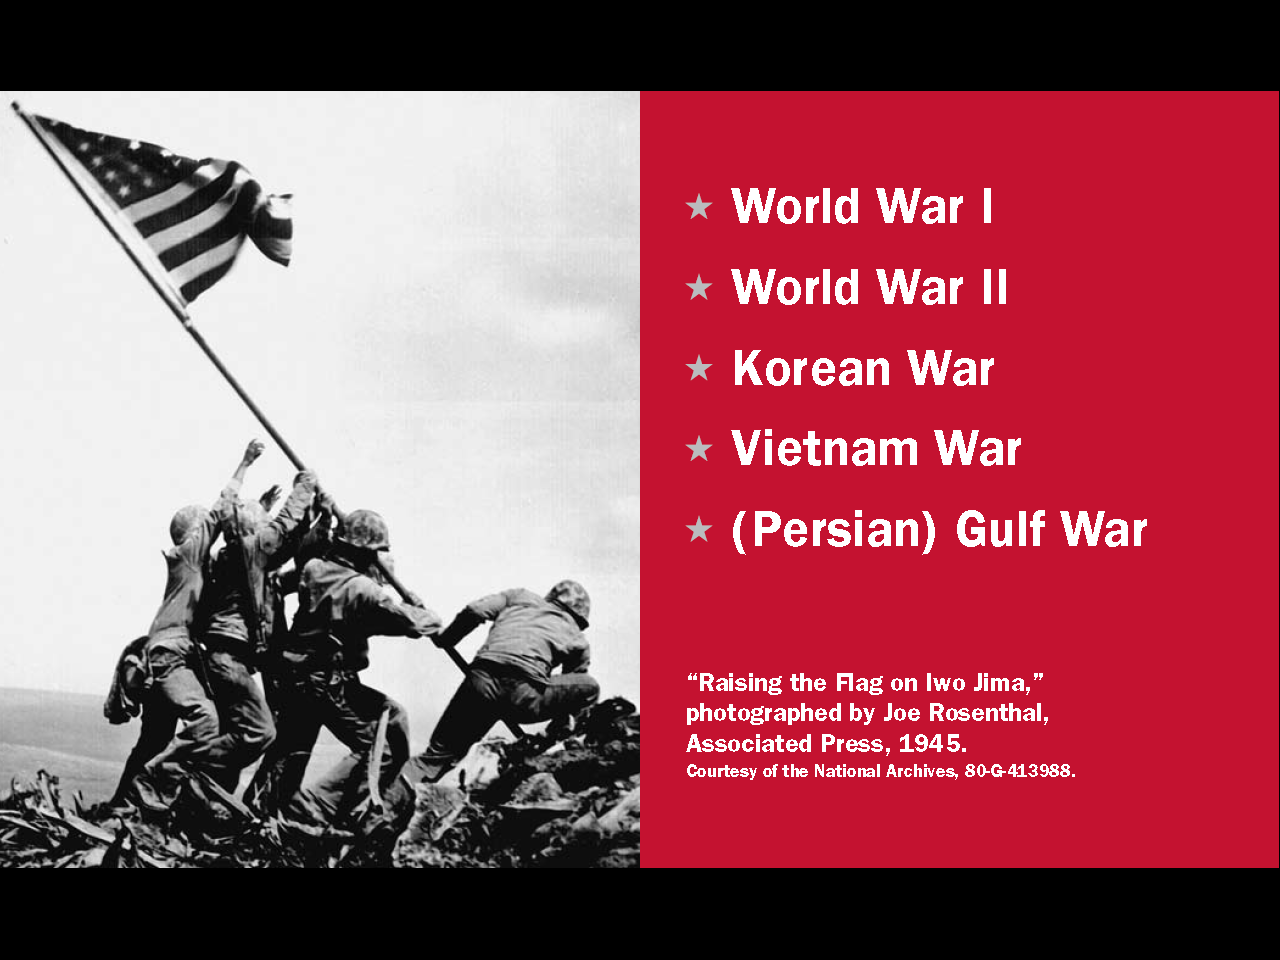 World War I
World War II
Korean War
Vietnam War
(Persian) Gulf War
“Raising the Flag on Iwo Jima,”
photographed by Joe Rosenthal,
Associated Press, 1945.
Courtesy of the National Archives, 80-G-413988.